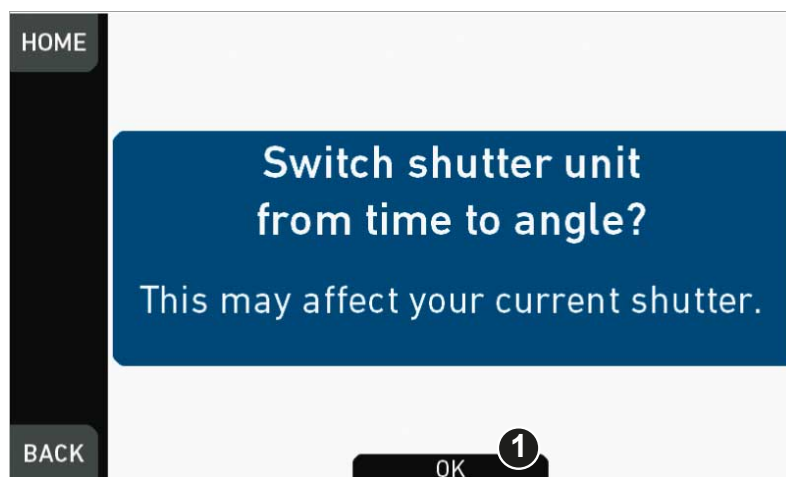 HOME
Switch shutter unit
from time to angle?
This may affect your current shutter.
BACK
OK
1